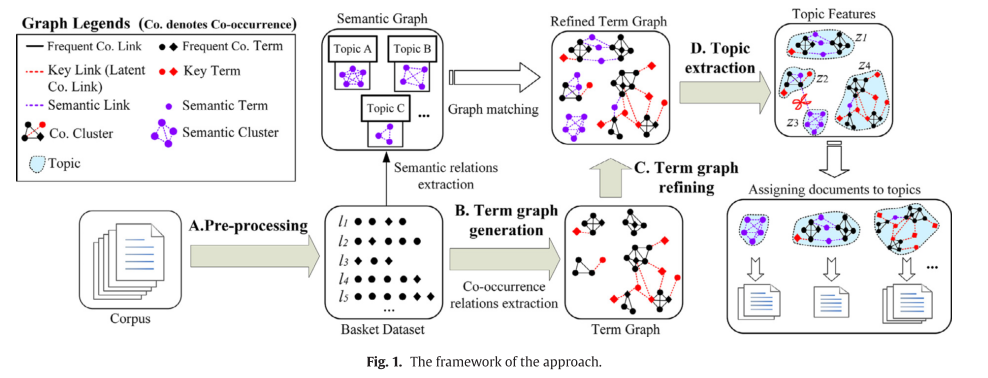 Graph Legends (Co. denotes Co-occurrence)
Frequent Co. Link
Frequent Co. Term
Key Link (Latent
Co. Link)
Key Term
Semantic Link
Semantic Term
Co. Cluster
Semantic Cluster
Topic
Semantic Graph
Topic A
Topic B
Topic C
...
Graph matching
Refined Term Graph
D. Topic
extraction
Topic Features
z1
z2
z3
z4
Semantic relations
extraction
C. Term graph
refining
Assigning documents to topics
...
Corpus
A.Pre-processing
l1
l2
l3
l4
l5
...
Basket Dataset
B. Term graph
generation
Co-occurrence
relations extraction
Term Graph
Fig. 1. The framework of the approach.